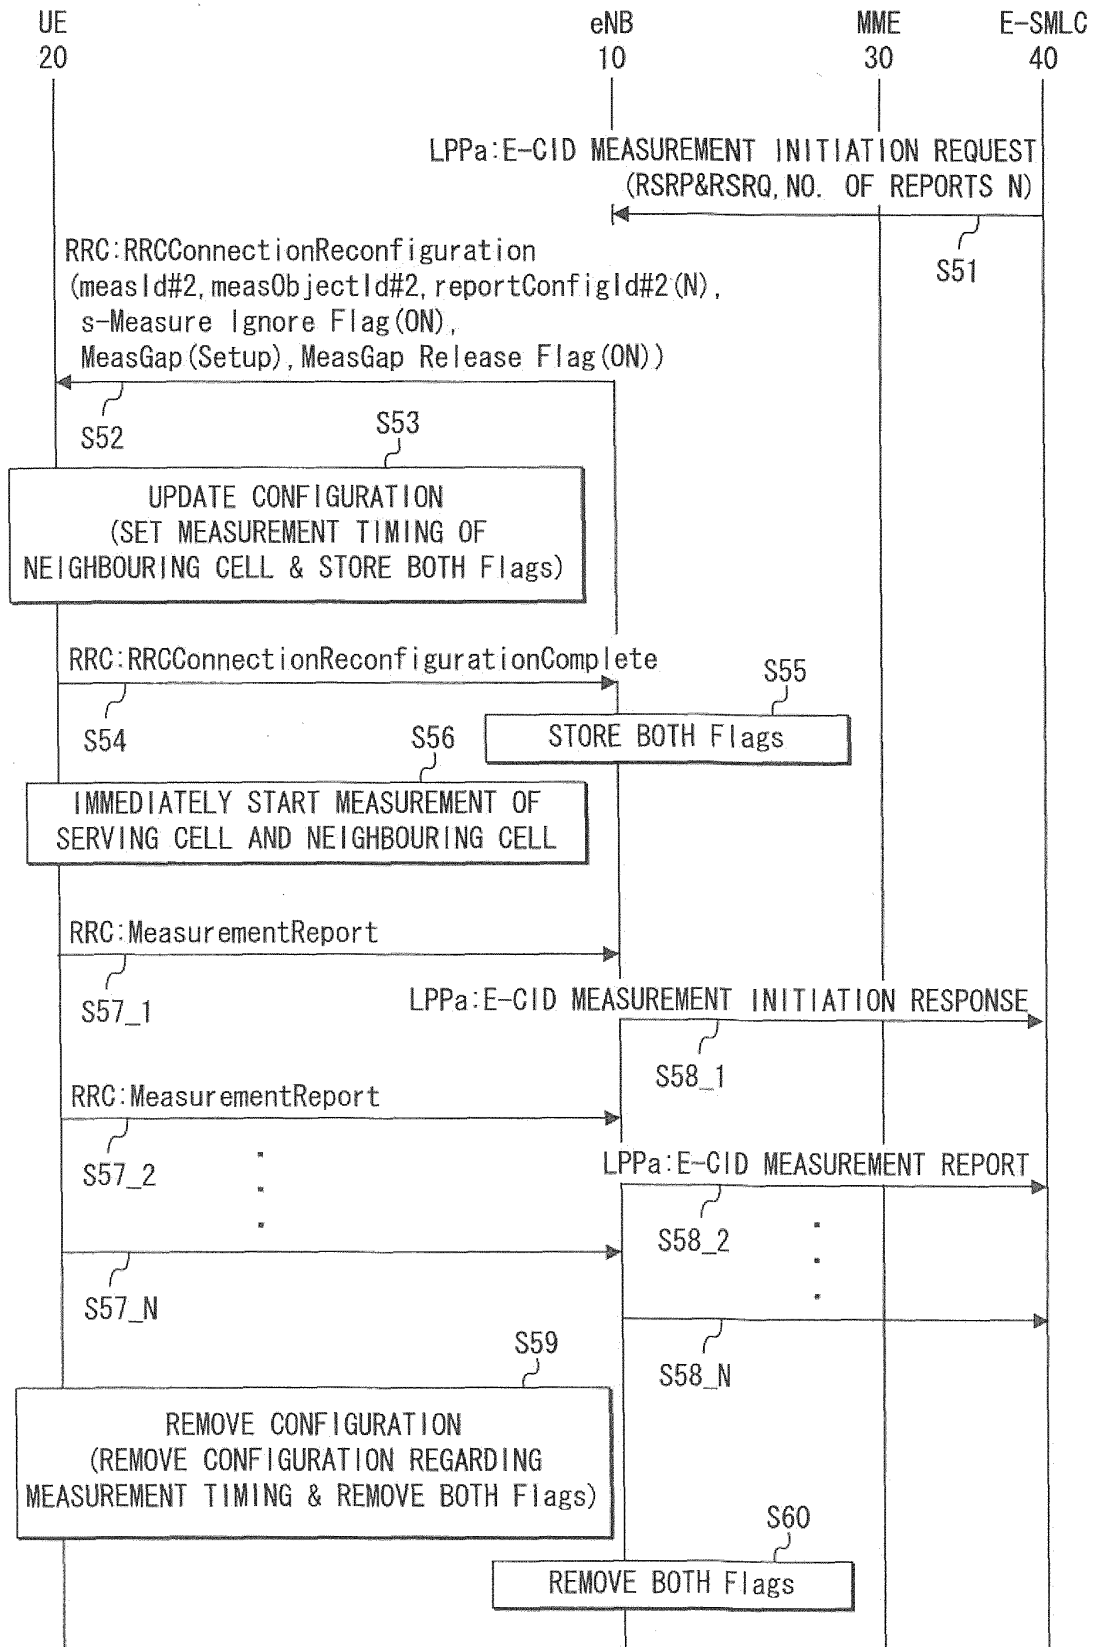 UE
20
eNB
10
MME
30
E-SMLC
40
LPPa:E-CID MEASUREMENT INITIATION REQUEST
(RSRP&RSRQ,NO. OF REPORTS N)
S51
RRC:RRCConnectionReconfiguration
(measId#2,measObjectId#2,reportConfigId#2(N),
s-Measure Ignore Flag(ON),
MeasGap(Setup),MeasGap Release Flag(ON))
S52
S53
UPDATE CONFIGURATION
(SET MEASUREMENT TIMING OF
NEIGHBOURING CELL & STORE BOTH Flags)
RRC:RRCConnectionReconfigurationComplete
S54
S55
STORE BOTH Flags
S56
IMMEDIATELY START MEASUREMENT OF
SERVING CELL AND NEIGHBOURING CELL
RRC:MeasurementReport
S57_1
LPPa:E-CID MEASUREMENT INITIATION RESPONSE
S58_1
RRC:MeasurementReport
S57_2
LPPa:E-CID MEASUREMENT REPORT
S58_2
S57_N
S58_N
S59
REMOVE CONFIGURATION
(REMOVE CONFIGURATION REGARDING
MEASUREMENT TIMING & REMOVE BOTH Flags)
S60
REMOVE BOTH Flags